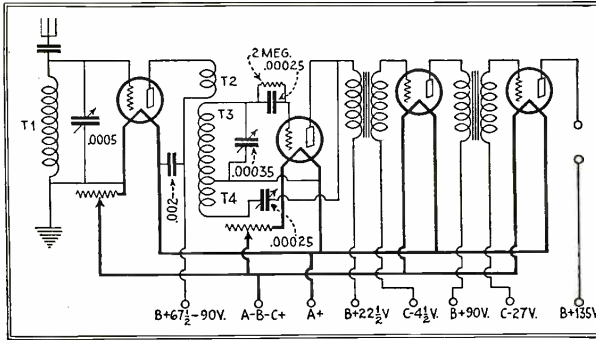 2 MEG.
.00025
T2
T1
T3
.0005
.00035
.002
T4
.00025
B+67½-90V. A-B-C+ A+ B+22½V C-4½V. B+90V. C-27V. B+135V